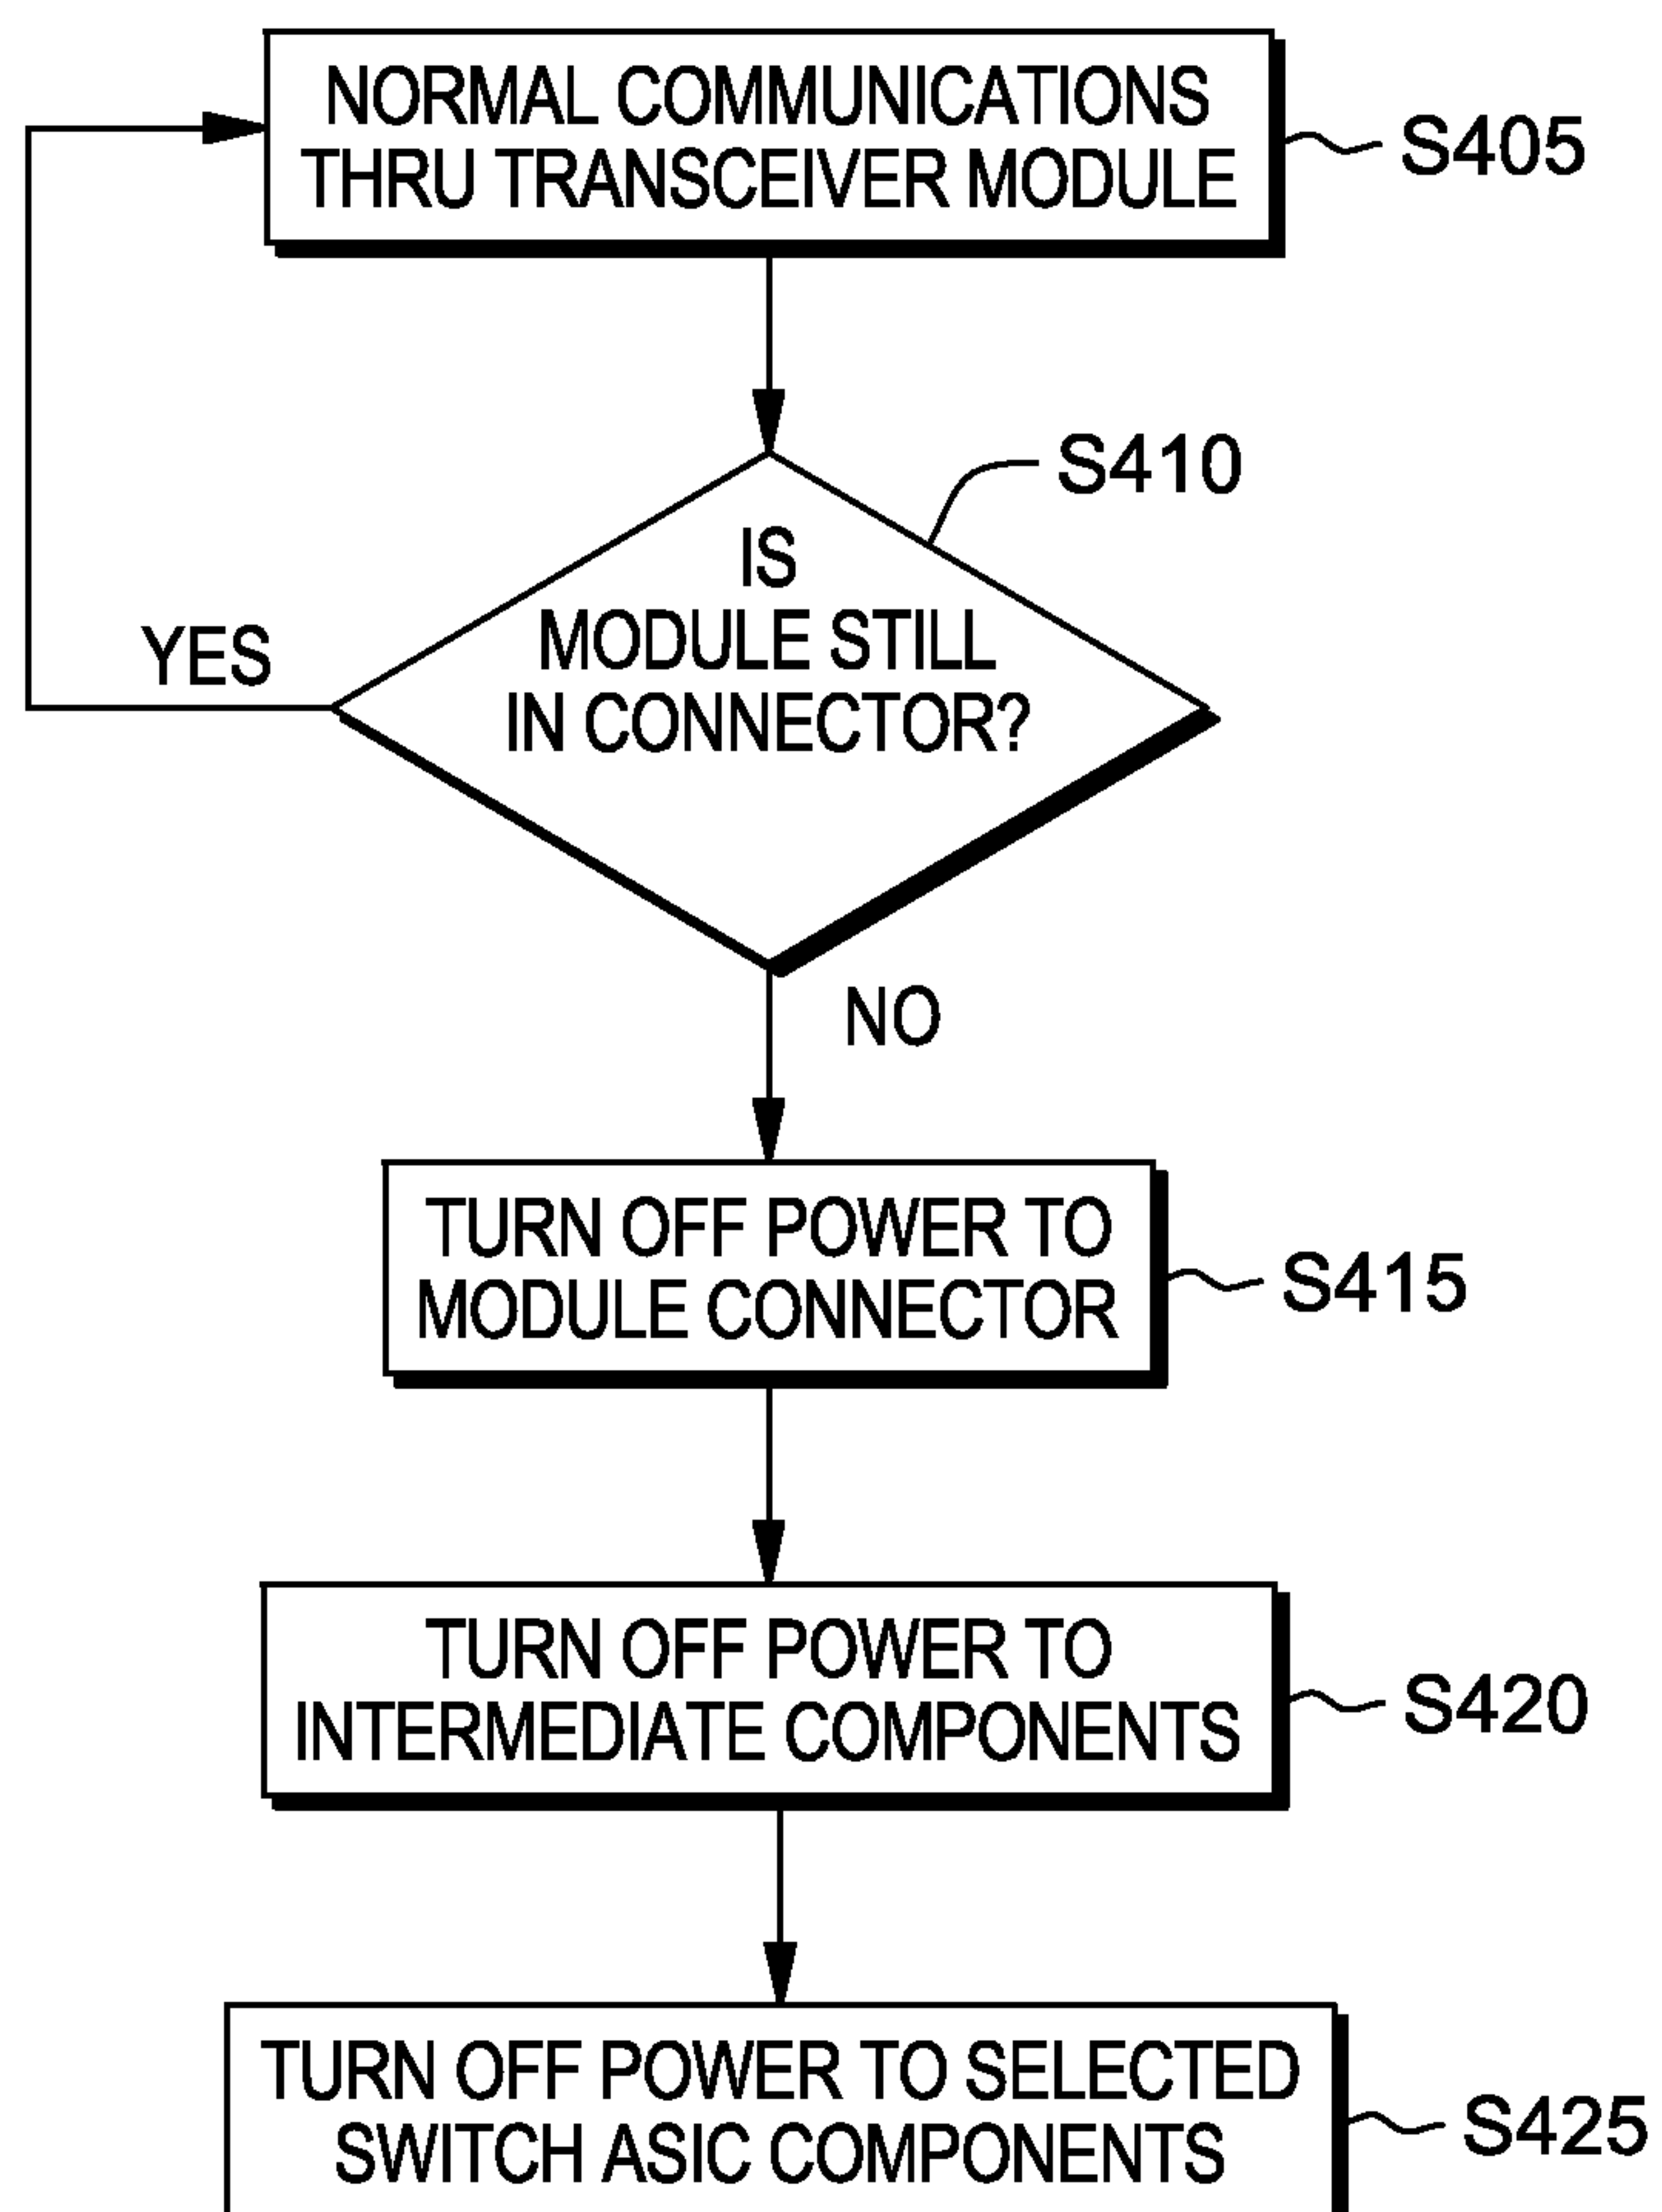 NORMAL COMMUNICATIONS
THRU TRANSCEIVER MODULE
S405
S410
IS
MODULE STILL
IN CONNECTOR?
YES
NO
TURN OFF POWER TO
MODULE CONNECTOR
S415
TURN OFF POWER TO
INTERMEDIATE COMPONENTS
S420
TURN OFF POWER TO SELECTED
SWITCH ASIC COMPONENTS
S425